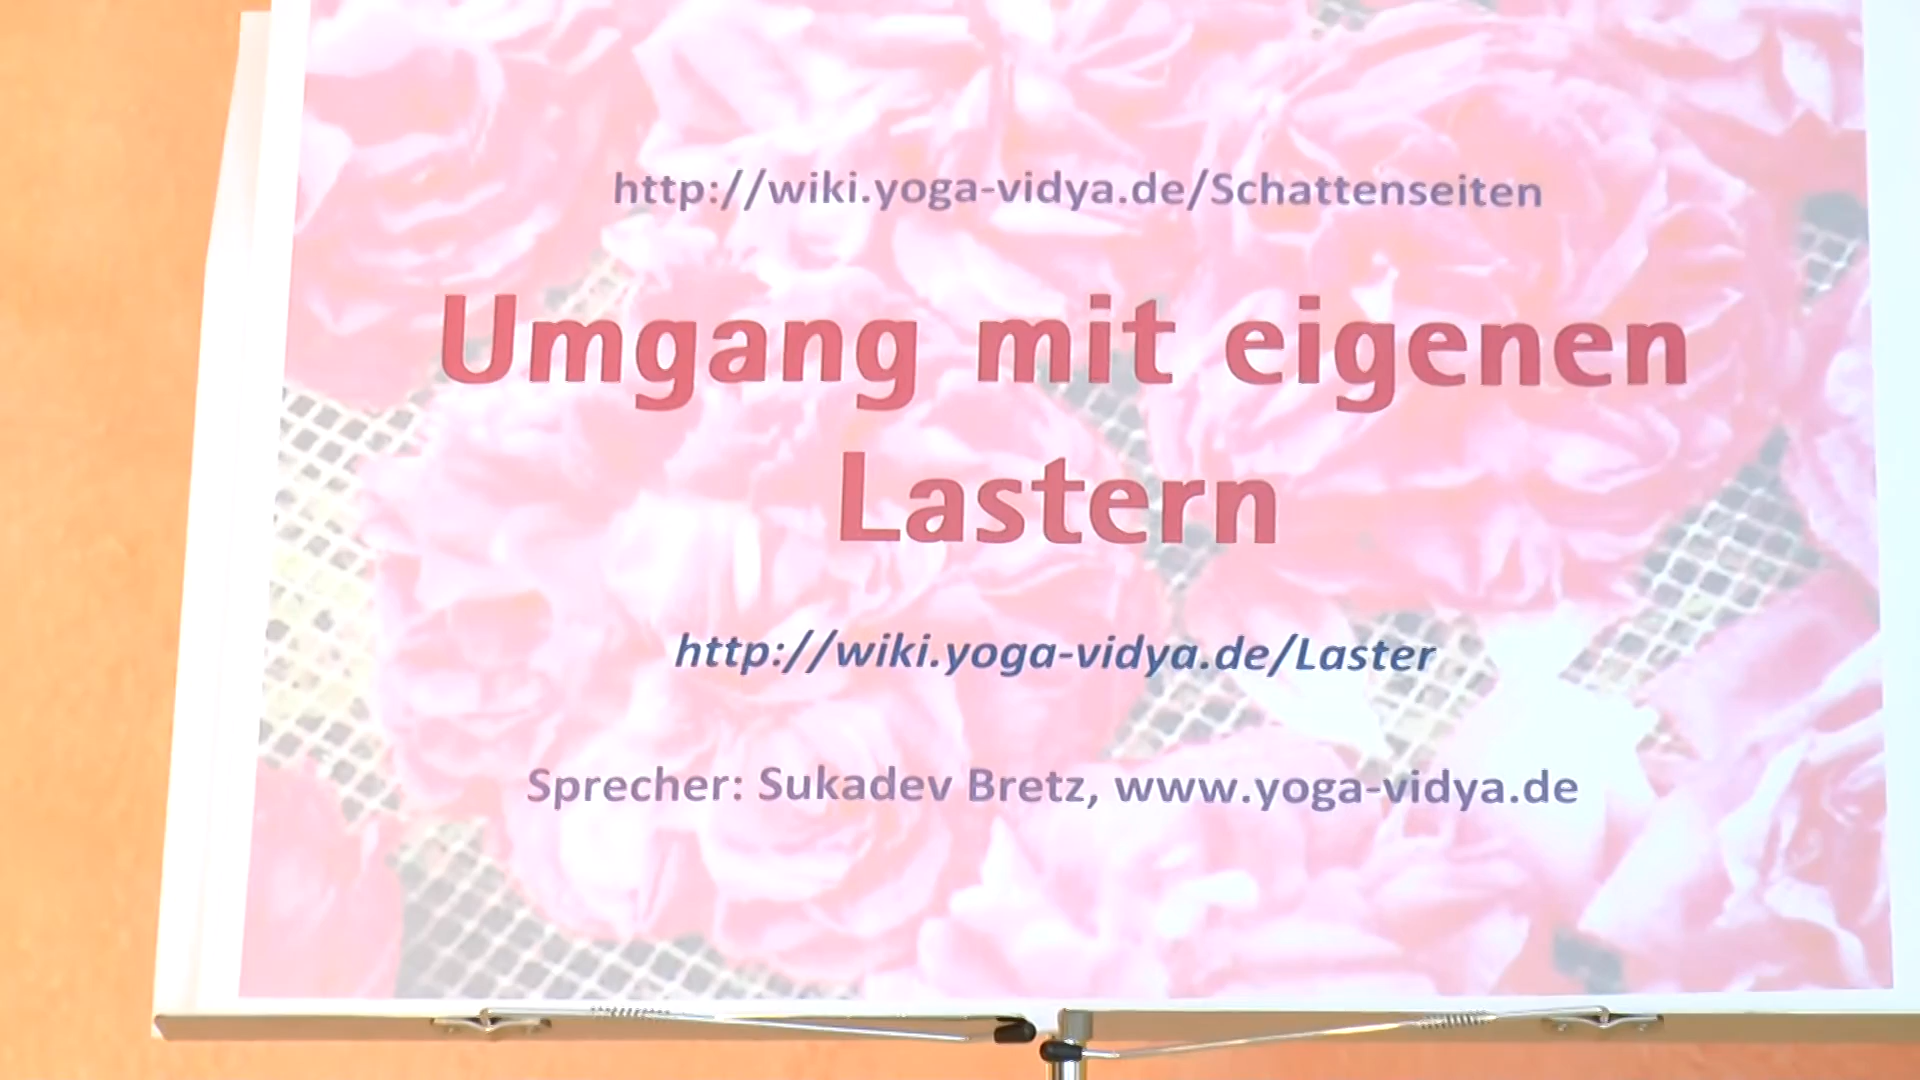 http://wiki.yoga-vidya.de/Schattenseiten
Umgang mit eigenen
Lastern
http://wiki.yoga-vidya.de/Laster
Sprecher: Sukadev Bretz, www.yoga-vidya.de